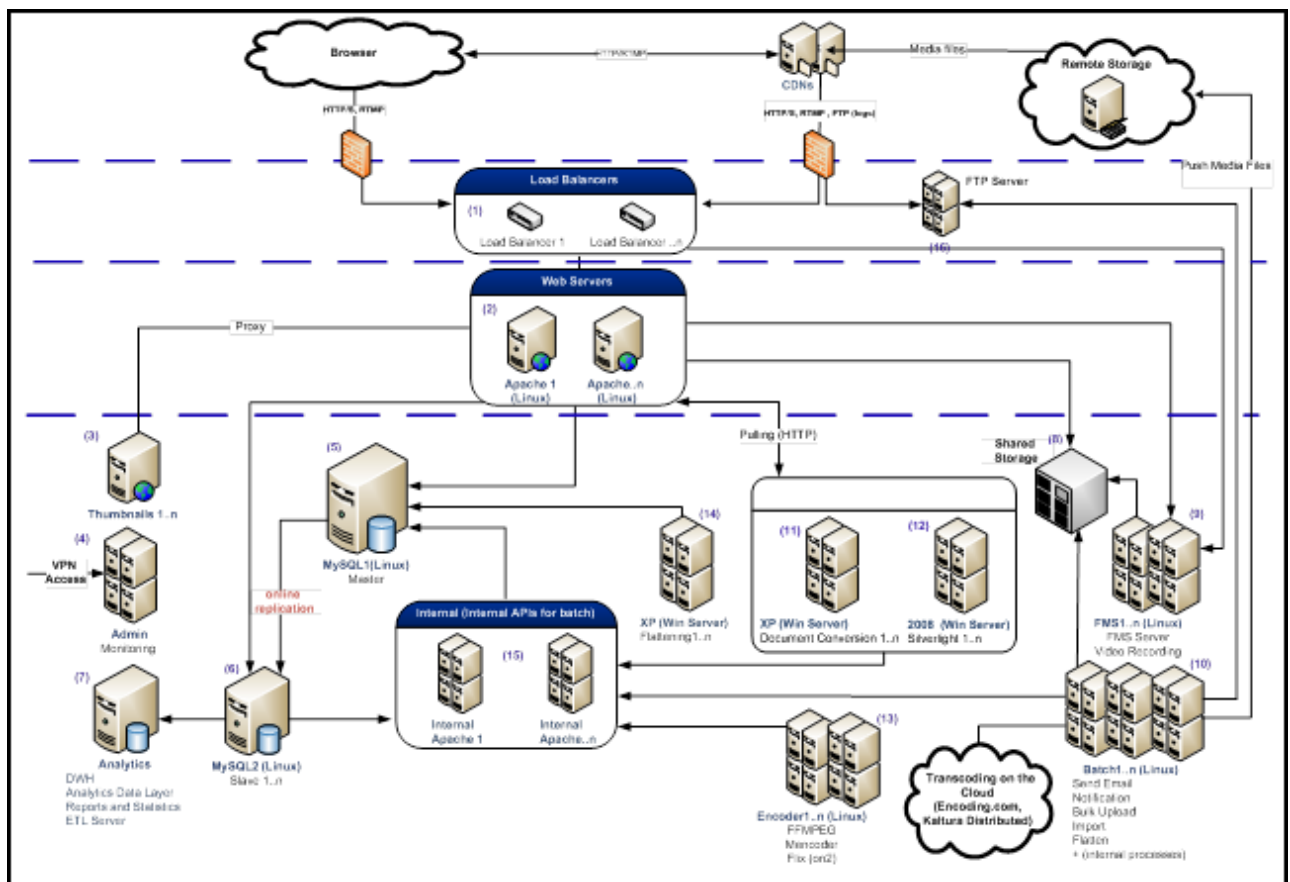 Browser
HTTP/RTMP
CDNs
Media files
Remote Storage
HTTP/S, RTMP
HTTP/S, RTMP , FTP (logs)
Push Media Files
Load Balancers
(1)
Load Balancer 1
Load Balancer ..n
FTP Server
(16)
Web Servers
(2)
Apache 1
(Linux)
Apache..n
(Linux)
Proxy
(3)
Thumbnails 1..n
(4)
VPN
Access
Admin
Monitoring
(5)
MySQL1(Linux)
Master
online
replication
Pulling (HTTP)
(8)
Shared
Storage
(14)
XP (Win Server)
Flattening1..n
(11)
XP (Win Server)
Document Conversion 1..n
(12)
2008 (Win Server)
Silverlight 1..n
(9)
FMS1..n (Linux)
FMS Server
Video Recording
Internal (Internal APIs for batch)
(15)
Internal
Apache 1
Internal
Apache..n
(6)
MySQL2 (Linux)
Slave 1..n
(7)
Analytics
DWH
Analytics Data Layer
Reports and Statistics
ETL Server
(13)
Encoder1..n (Linux)
FFMPEG
Mencoder
Flix (on2)
Transcoding on the
Cloud
(Encoding.com,
Kaltura Distributed)
(10)
Batch1..n (Linux)
Send Email
Notification
Bulk Upload
Import
Flatten
+ (internal processes)